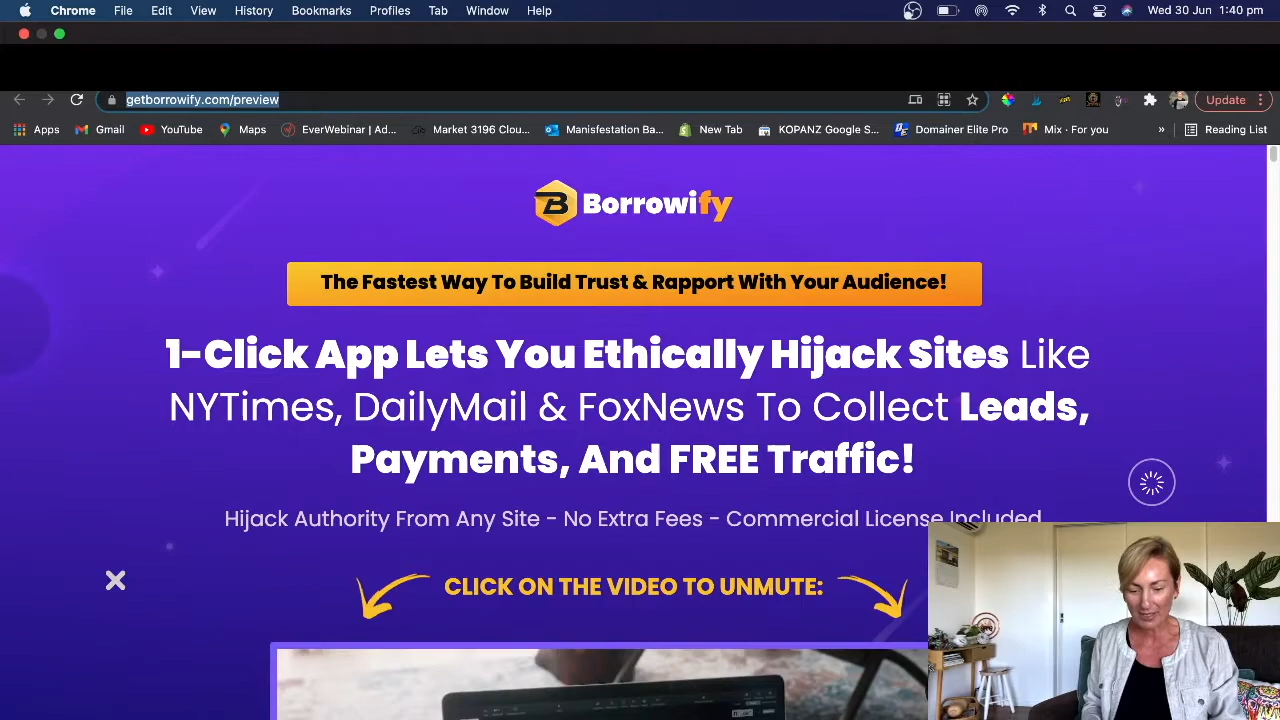 Chrome File Edit View History Bookmarks Profiles Tab Window Help Wed 30 Jun 1:40 pm
getborrowify.com/preview Update
Apps Gmail YouTube Maps EverWebinar | Ad... Market 3196 Clou... Manisfestation Ba... New Tab KOPANZ Google S... Domainer Elite Pro Mix · For you » Reading List
B Borrowify
The Fastest Way To Build Trust & Rapport With Your Audience!
1-Click App Lets You Ethically Hijack Sites Like
NYTimes, DailyMail & FoxNews To Collect Leads,
Payments, And FREE Traffic!
Hijack Authority From Any Site - No Extra Fees - Commercial License Included
CLICK ON THE VIDEO TO UNMUTE: